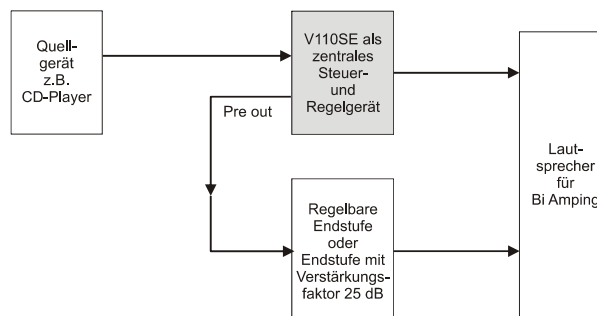 Quell-
gerät
z.B.
CD-Player
V110SE als
zentrales
Steuer-
und
Regelgerät
Pre out
Regelbare
Endstufe
oder
Endstufe mit
Verstärkungs-
faktor 25 dB
Laut-
sprecher
für
Bi Amping